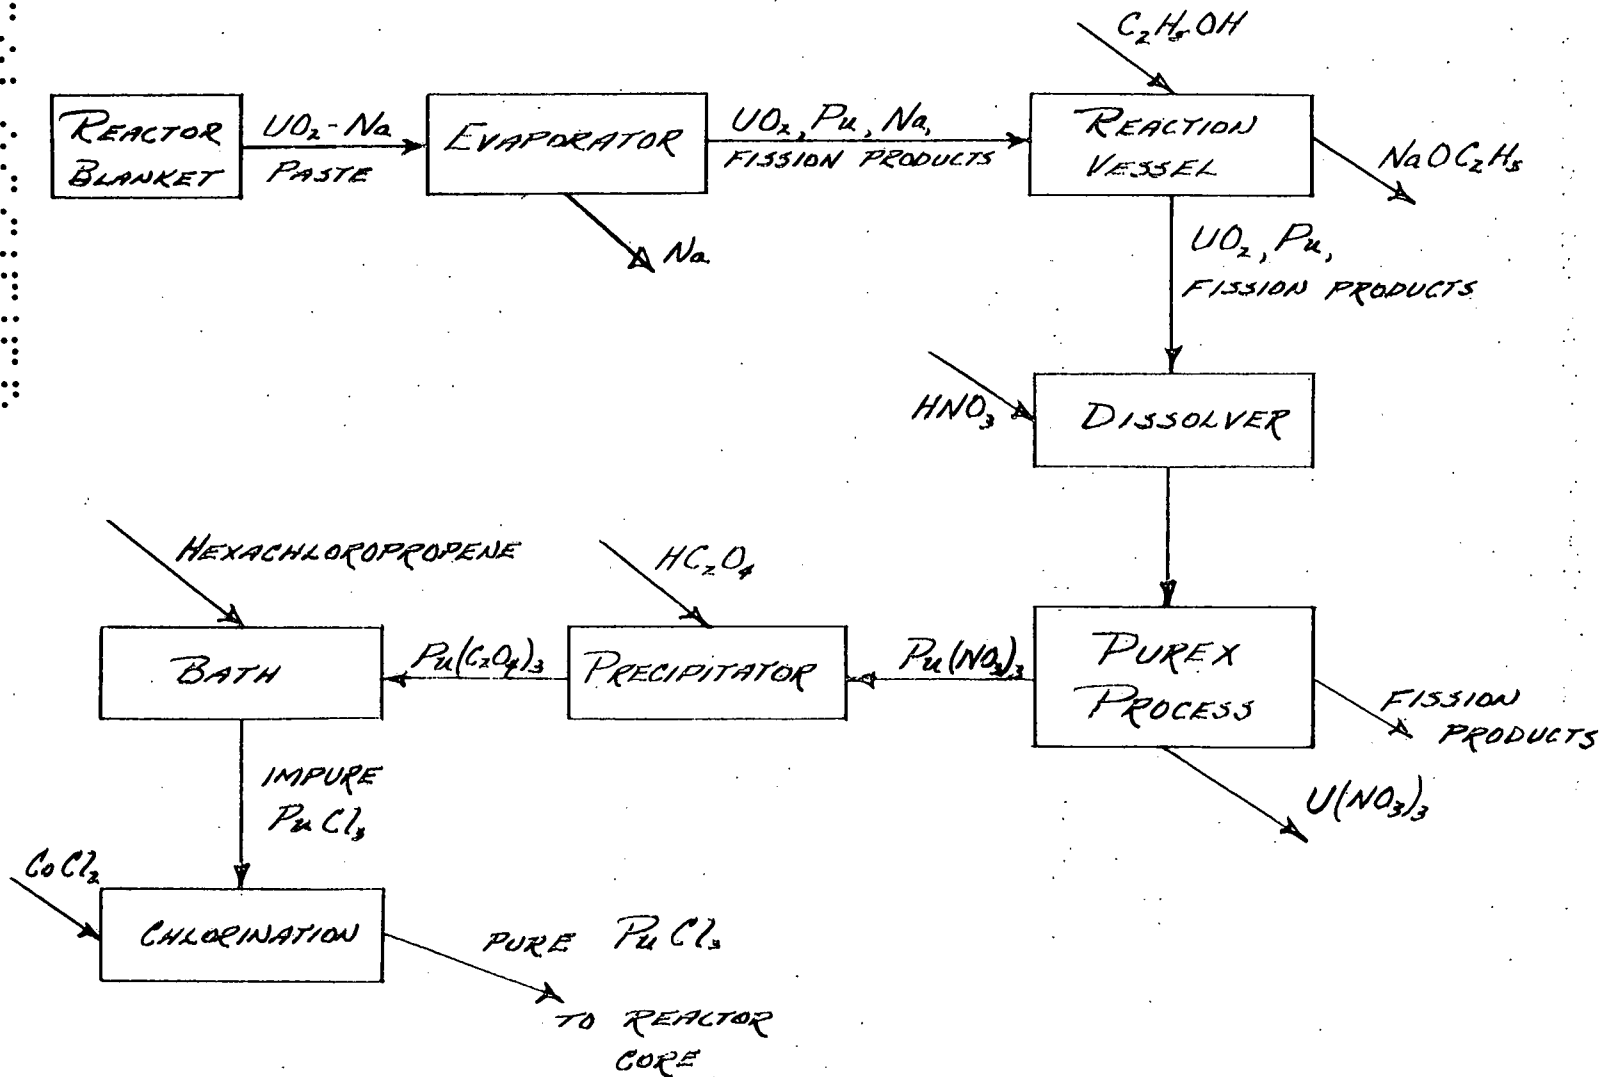 C₂H₅OH
REACTOR
BLANKET
UO₂-Na
PASTE
EVAPORATOR
UO₂, Pu, Na,
FISSION PRODUCTS
REACTION
VESSEL
NaOC₂H₅
Na
UO₂, Pu,
FISSION PRODUCTS
HNO₃
DISSOLVER
HEXACHLOROPROPENE
HC₂O₄
BATH
Pu(C₂O₄)₃
PRECIPITATOR
Pu(NO₃)₃
PUREX
PROCESS
FISSION
PRODUCTS
U(NO₃)₃
IMPURE
PuCl₃
CoCl₂
CHLORINATION
PURE PuCl₃
TO REACTOR
CORE